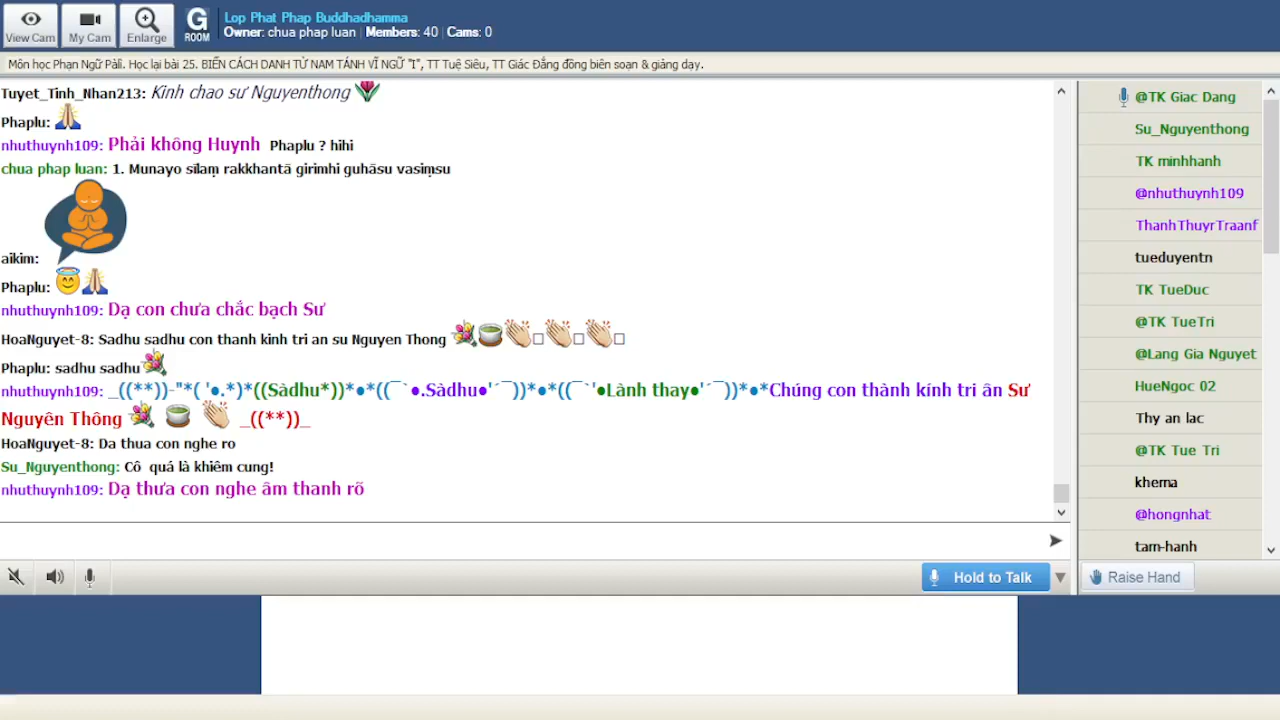 View Cam
My Cam
Enlarge
G
ROOM
Lop Phat Phap Buddhadhamma
Owner: chua phap luan | Members: 40 | Cams: 0
Môn học Phạn Ngữ Pàli. Học lại bài 25. BIẾN CÁCH DANH TỪ NAM TÁNH VĨ NGỮ "I", TT Tuệ Siêu, TT Giác Đẳng đồng biên soạn & giảng dạy.
Tuyet_Tinh_Nhan213: Kinh chao sư Nguyenthong
Phaplu:
nhuthuynh109: Phải không Huynh Phaplu ? hihi
chua phap luan: 1. Munayo sīlaṃ rakkhantā girimhi guhāsu vasiṃsu
aikim:
Phaplu:
nhuthuynh109: Dạ con chưa chắc bạch Sư
HoaNguyet-8: Sadhu sadhu con thanh kinh tri an su Nguyen Thong
Phaplu: sadhu sadhu
nhuthuynh109: _((**))-"*( '●.*)*((Sàdhu*))*●*((¯`●.Sàdhu●'´¯))*●*((¯`'●Lành thay●'´¯))*●*Chúng con thành kính tri ân Sư
Nguyên Thông _((**))_
HoaNguyet-8: Da thua con nghe ro
Su_Nguyenthong: Cô quá là khiêm cung!
nhuthuynh109: Dạ thưa con nghe âm thanh rõ
Hold to Talk
@TK Giac Dang
Su_Nguyenthong
TK minhhanh
@nhuthuynh109
ThanhThuyrTraanf
tueduyentn
TK TueDuc
@TK TueTri
@Lang Gia Nguyet
HueNgoc 02
Thy an lac
@TK Tue Tri
khema
@hongnhat
tam-hanh
Raise Hand